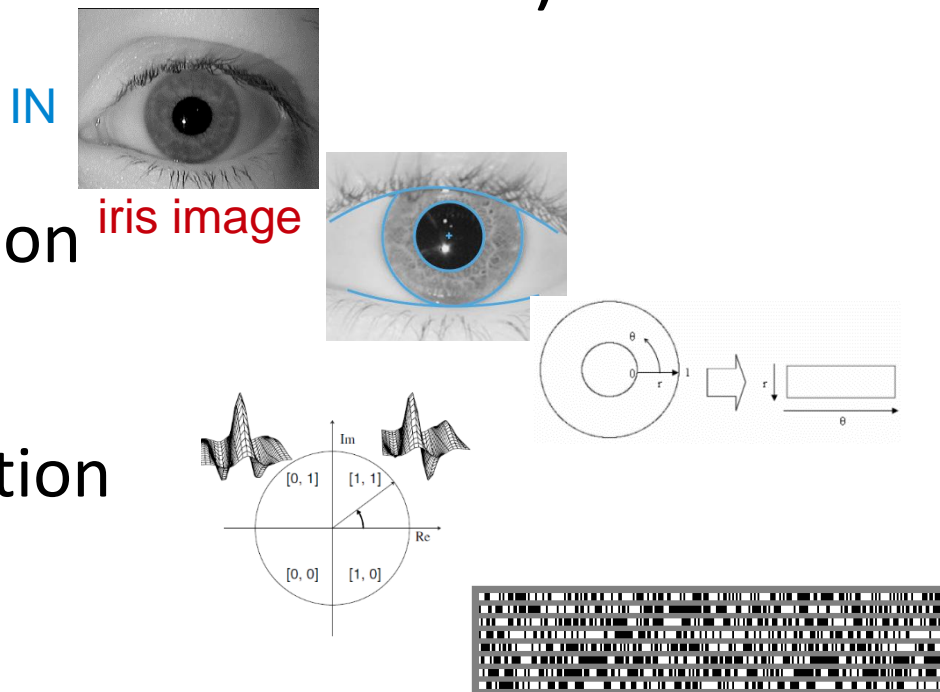 IN
iris image
on
θ
0
r
1
r
θ
Im
[0, 1]
[1, 1]
Re
[0, 0]
[1, 0]
tion